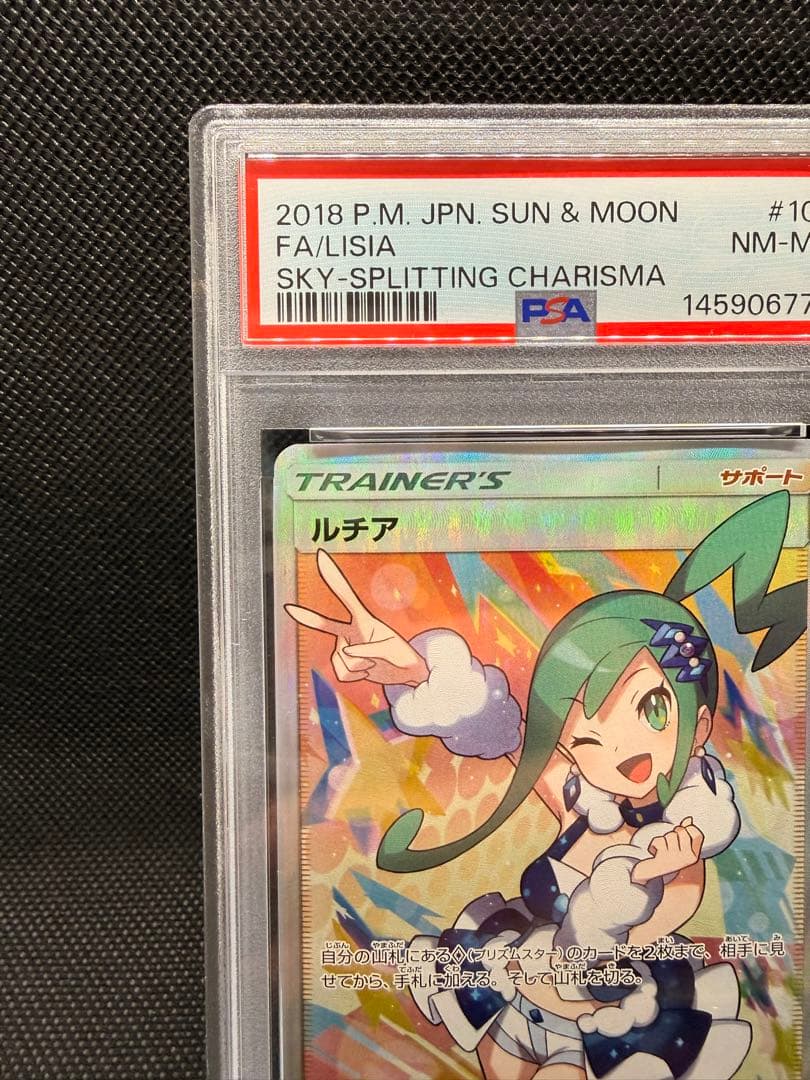 2018 P.M. JPN. SUN & MOON #10
FA/LISIA NM-M
SKY-SPLITTING CHARISMA
PSA 14590677
TRAINER'S サポート
ルチア
自分の山札にある◇(プリズムスター)のカードを2枚まで、相手に見
せてから、手札に加える。そして山札を切る。